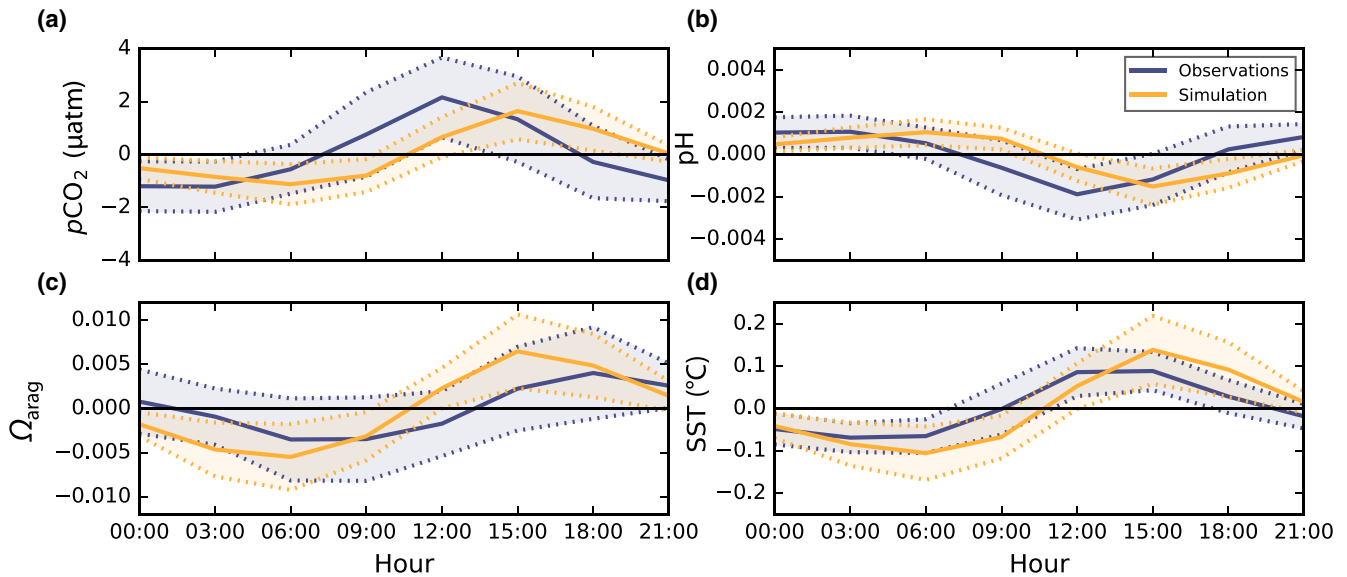 (a)
4
2
0
−2
−4
pCO₂ (μatm)
(b)
0.004
0.002
0.000
−0.002
−0.004
pH
Observations
Simulation
(c)
0.010
0.005
0.000
−0.005
−0.010
Ωarag
00:00 03:00 06:00 09:00 12:00 15:00 18:00 21:00
Hour
(d)
0.2
0.1
0.0
−0.1
−0.2
SST (°C)
00:00 03:00 06:00 09:00 12:00 15:00 18:00 21:00
Hour